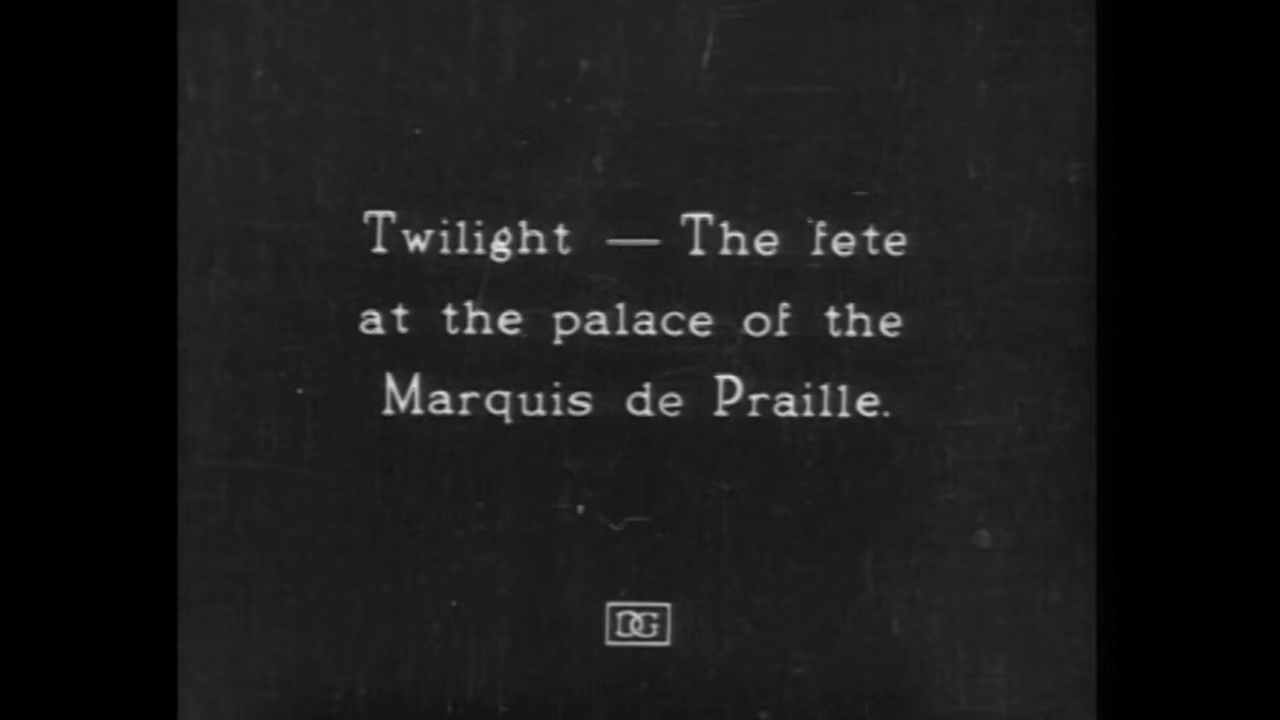 Twilight — The fete
at the palace of the
Marquis de Praille.
DG